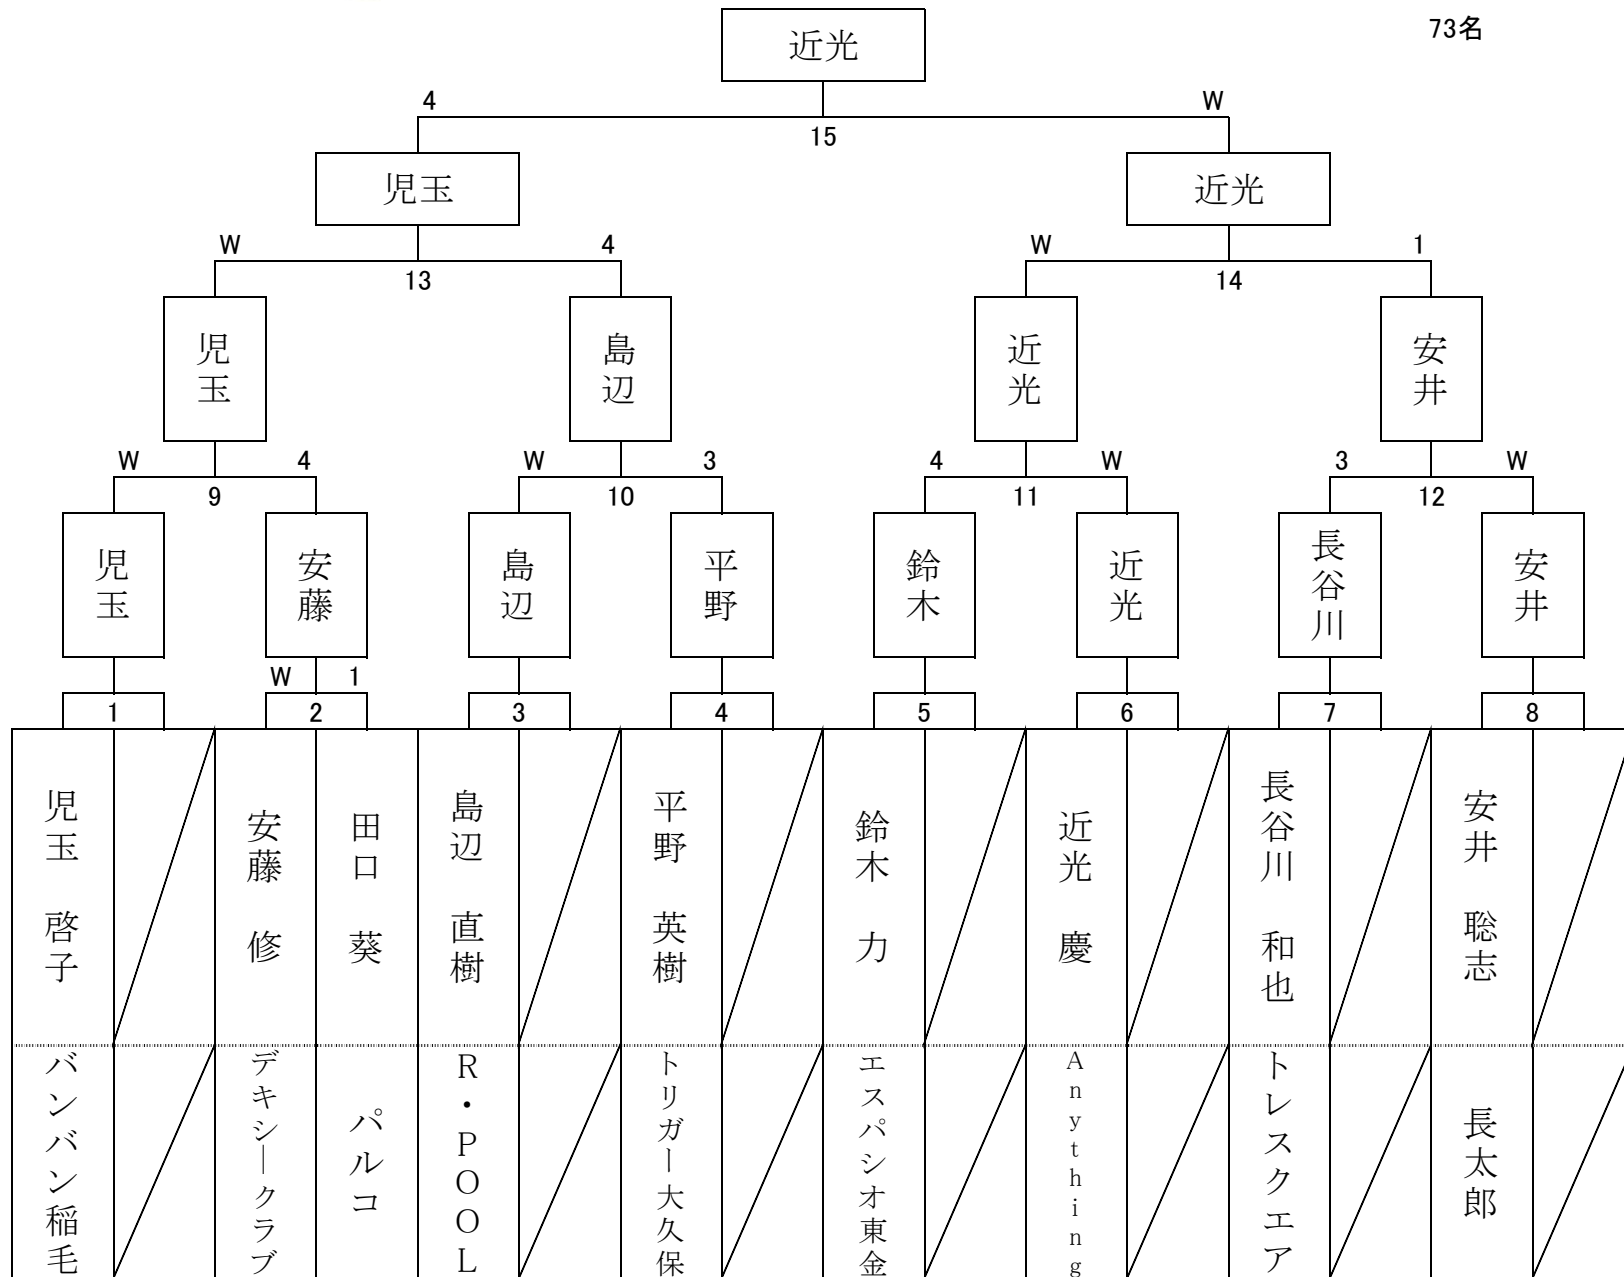 73名
近光
4 W
15
児玉 近光
W 4 W 1
13 14
児玉 島辺 近光 安井
W 4 W 3 4 W 3 W
9 10 11 12
児玉 安藤 島辺 平野 鈴木 近光 長谷川 安井
W 1
1 2 3 4 5 6 7 8
児玉 啓子
安藤 修
田口 葵
島辺 直樹
平野 英樹
鈴木 力
近光 慶
長谷川 和也
安井 聡志
バンバン稲毛
デキシークラブ
パルコ
R・POOL
トリガー大久保
エスパシオ東金
Anything
トレスクエア
長太郎